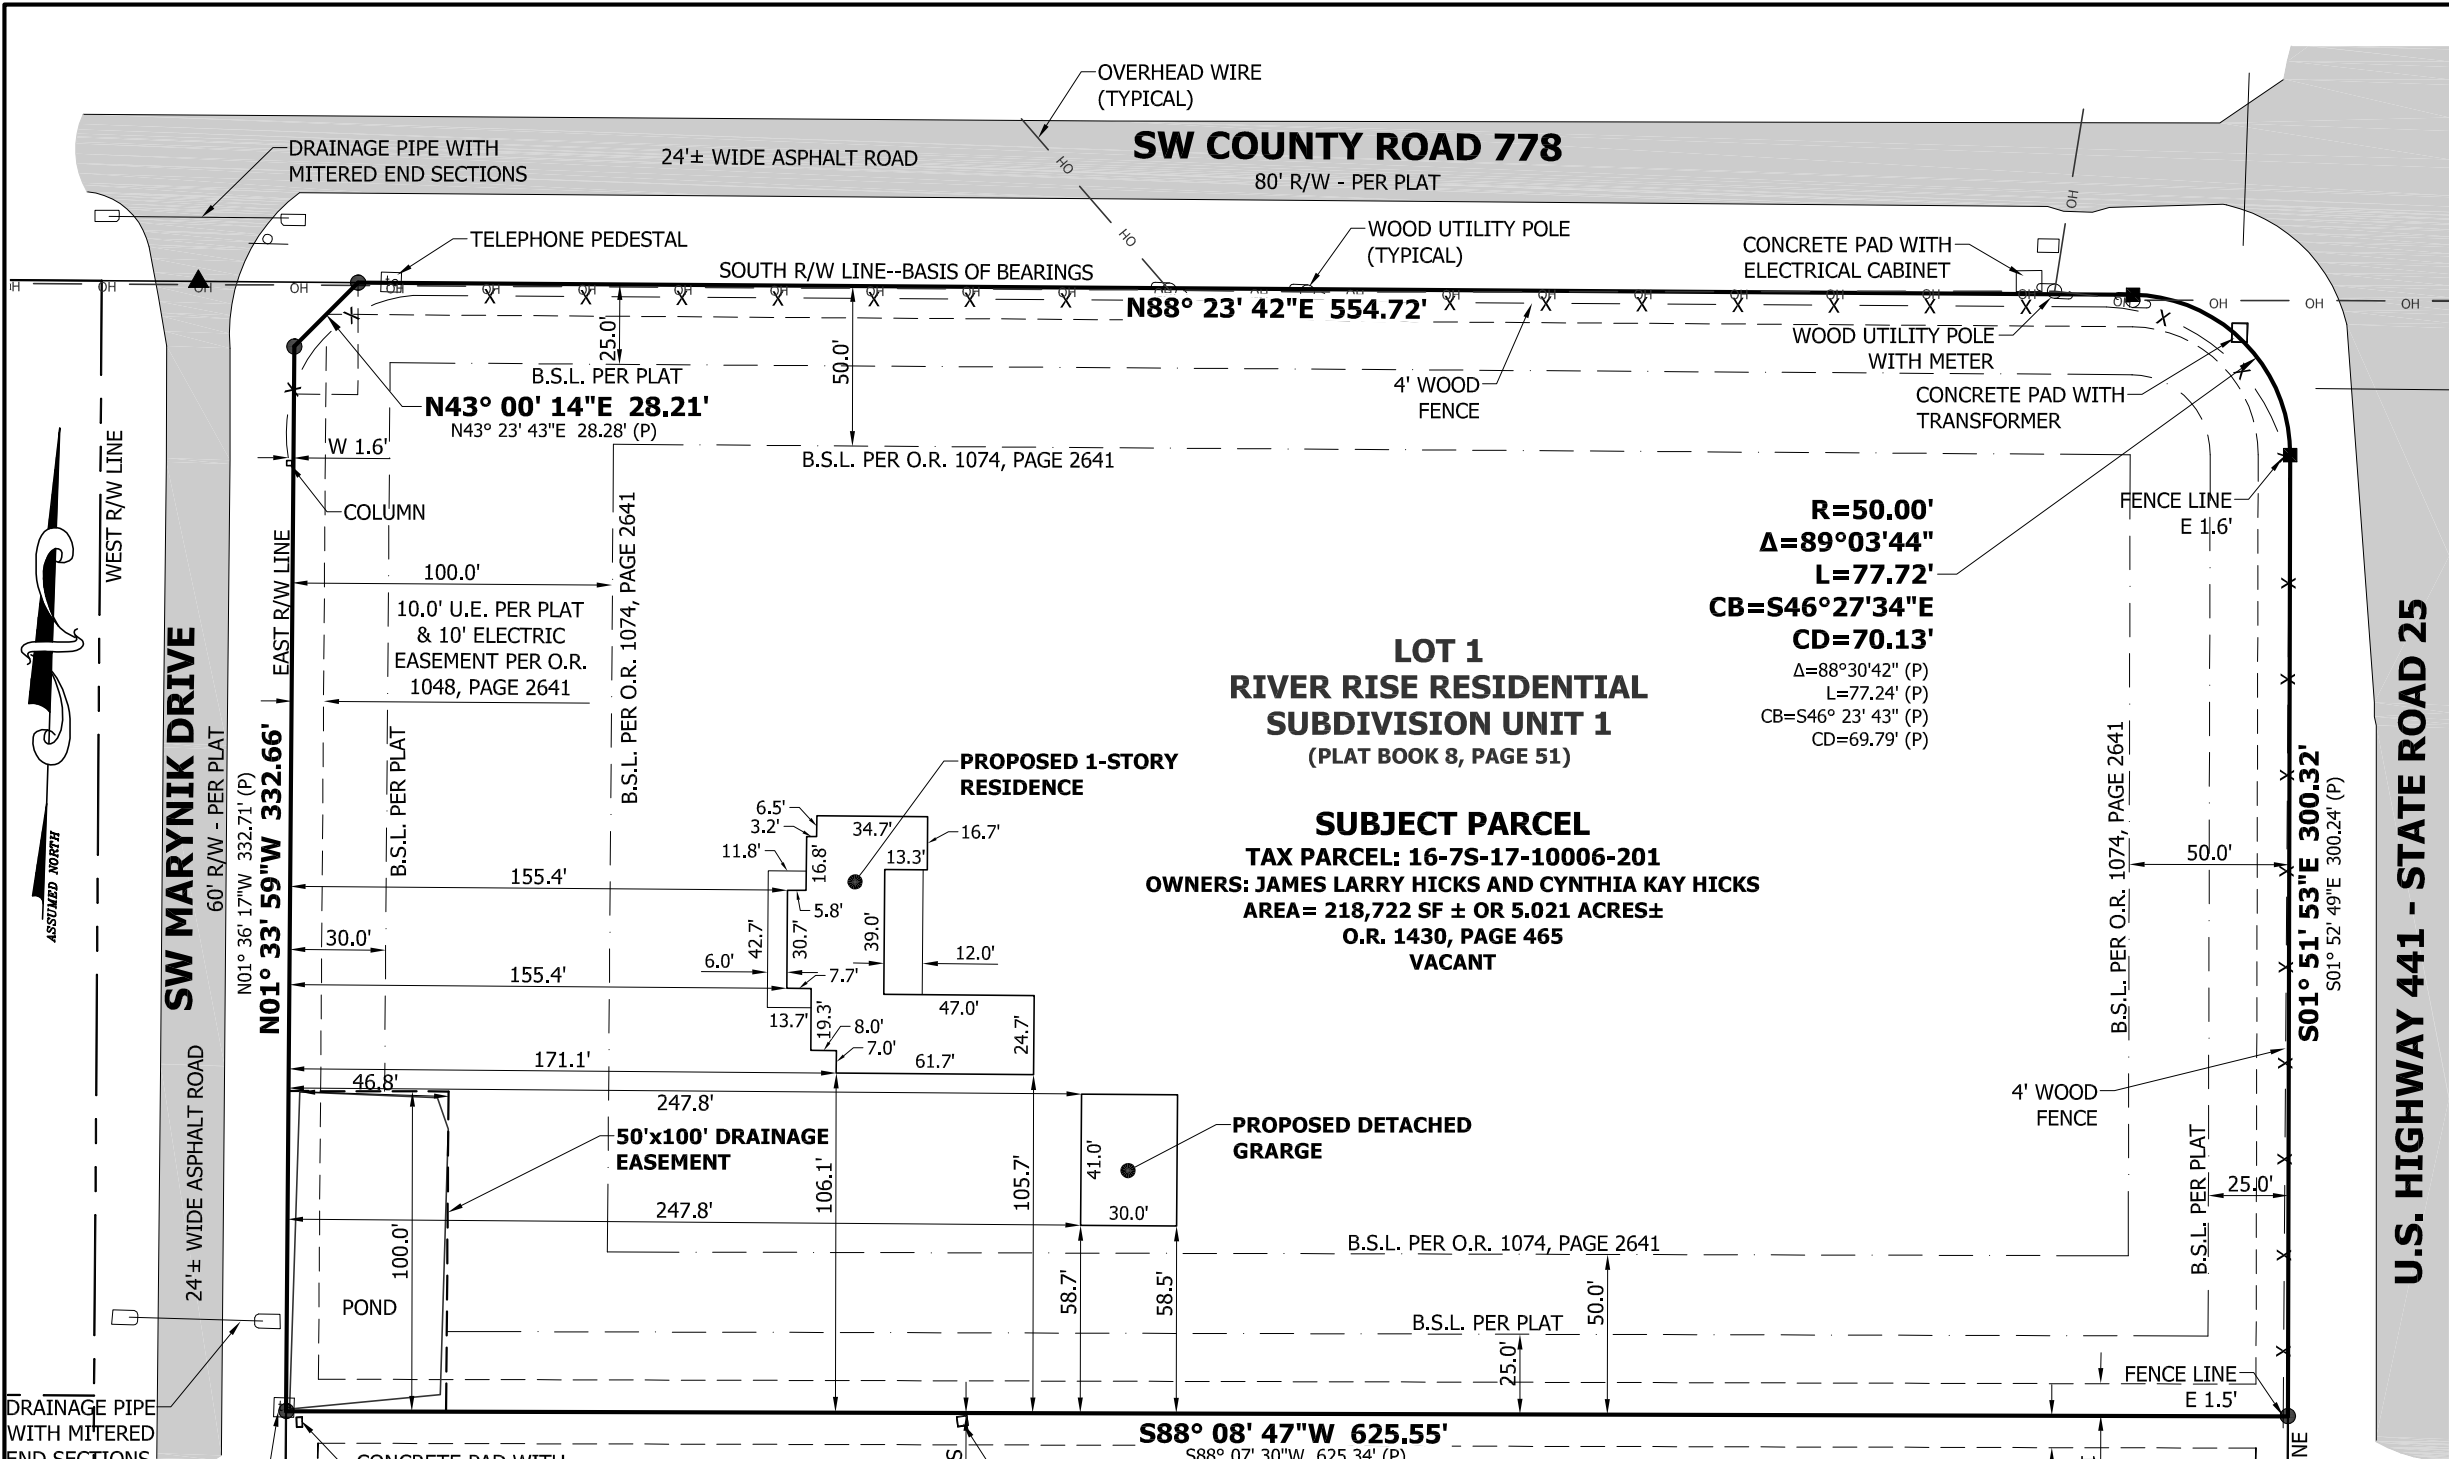 OVERHEAD WIRE
(TYPICAL)
SW COUNTY ROAD 778
24'± WIDE ASPHALT ROAD
80' R/W - PER PLAT
DRAINAGE PIPE WITH
MITERED END SECTIONS
TELEPHONE PEDESTAL
WOOD UTILITY POLE
(TYPICAL)
CONCRETE PAD WITH
ELECTRICAL CABINET
SOUTH R/W LINE--BASIS OF BEARINGS
N88° 23' 42"E 554.72'
25.0'
50.0'
B.S.L. PER PLAT
N43° 00' 14"E 28.21'
N43° 23' 43"E 28.28' (P)
4' WOOD
FENCE
WOOD UTILITY POLE
WITH METER
CONCRETE PAD WITH
TRANSFORMER
W 1.6'
COLUMN
B.S.L. PER O.R. 1074, PAGE 2641
FENCE LINE
E 1.6'
R=50.00'
Δ=89°03'44"
L=77.72'
CB=S46°27'34"E
CD=70.13'
Δ=88°30'42" (P)
L=77.24' (P)
CB=S46° 23' 43" (P)
CD=69.79' (P)
WEST R/W LINE
EAST R/W LINE
100.0'
10.0' U.E. PER PLAT
& 10' ELECTRIC
EASEMENT PER O.R.
1048, PAGE 2641
B.S.L. PER O.R. 1074, PAGE 2641
LOT 1
RIVER RISE RESIDENTIAL
SUBDIVISION UNIT 1
(PLAT BOOK 8, PAGE 51)
SUBJECT PARCEL
TAX PARCEL: 16-7S-17-10006-201
OWNERS: JAMES LARRY HICKS AND CYNTHIA KAY HICKS
AREA= 218,722 SF ± OR 5.021 ACRES±
O.R. 1430, PAGE 465
VACANT
ASSUMED NORTH
SW MARYNIK DRIVE
60' R/W - PER PLAT
24'± WIDE ASPHALT ROAD
N01° 36' 17"W 332.71' (P)
N01° 33' 59"W 332.66'
B.S.L. PER PLAT
PROPOSED 1-STORY
RESIDENCE
6.5'
3.2'
34.7'
16.7'
11.8'
16.8'
13.3'
155.4'
5.8'
42.7'
30.7'
39.0'
30.0'
6.0'
12.0'
155.4'
7.7'
47.0'
13.7'
19.3'
8.0'
7.0'
24.7'
171.1'
61.7'
46.8'
247.8'
50'x100' DRAINAGE
EASEMENT
106.1'
105.7'
41.0'
PROPOSED DETACHED
GRARGE
247.8'
30.0'
100.0'
POND
58.7'
58.5'
B.S.L. PER O.R. 1074, PAGE 2641
50.0'
B.S.L. PER PLAT
25.0'
B.S.L. PER O.R. 1074, PAGE 2641
50.0'
4' WOOD
FENCE
B.S.L. PER PLAT
25.0'
S01° 51' 53"E 300.32'
S01° 52' 49"E 300.24' (P)
U.S. HIGHWAY 441 - STATE ROAD 25
FENCE LINE
E 1.5'
S88° 08' 47"W 625.55'
S88° 07' 30"W 625.34' (P)
DRAINAGE PIPE
WITH MITERED
END SECTIONS
CONCRETE PAD WITH